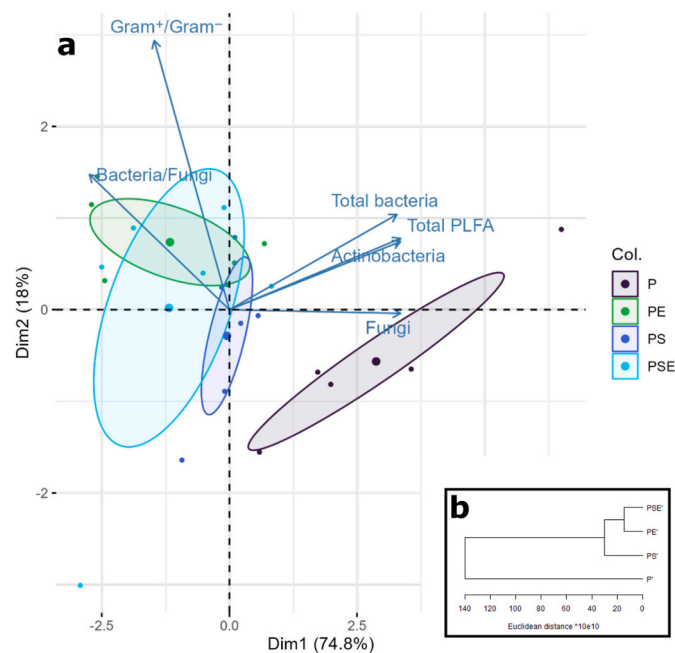 a
Gram⁺/Gram⁻
2
Bacteria/Fungi
Total bacteria
Total PLFA
Actinobacteria
Fungi
0
-2
Dim2 (18%)
-2.5
0.0
2.5
Dim1 (74.8%)
Col.
P
PE
PS
PSE
b
PSE'
PE'
PS'
P'
140 120 100 80 60 40 20 0
Euclidean distance *10e10